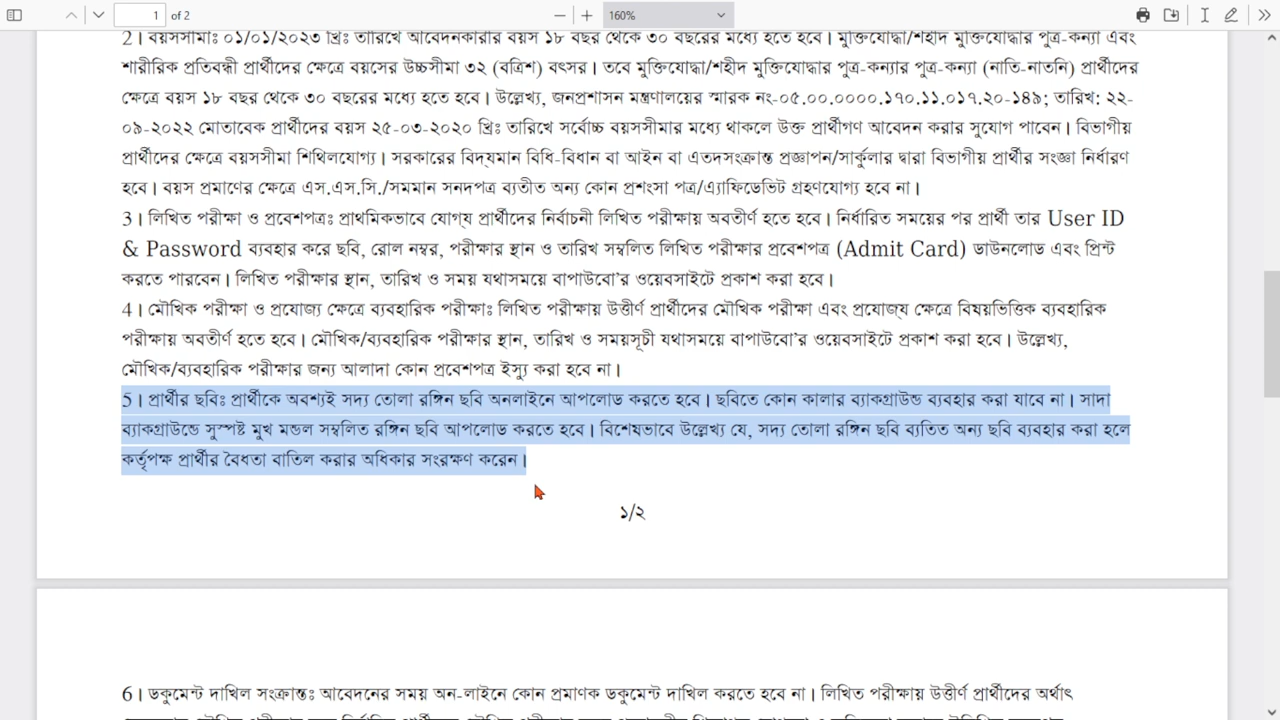 1 of 2 160%
2। বয়সসীমাঃ ০১/০১/২০২৩ খ্রিঃ তারিখে আবেদনকারীর বয়স ১৮ বছর থেকে ৩০ বছরের মধ্যে হতে হবে। মুক্তিযোদ্ধা/শহীদ মুক্তিযোদ্ধার পুত্র-কন্যা এবং
শারীরিক প্রতিবন্ধী প্রার্থীদের ক্ষেত্রে বয়সের উচ্চসীমা ৩২ (বত্রিশ) বৎসর। তবে মুক্তিযোদ্ধা/শহীদ মুক্তিযোদ্ধার পুত্র-কন্যার পুত্র-কন্যা (নাতি-নাতনি) প্রার্থীদের
ক্ষেত্রে বয়স ১৮ বছর থেকে ৩০ বছরের মধ্যে হতে হবে। উল্লেখ্য, জনপ্রশাসন মন্ত্রণালয়ের স্মারক নং-০৫.০০.০০০০.১৭০.১১.০১৭.২০-১৪৯; তারিখ: ২২-
০৯-২০২২ মোতাবেক প্রার্থীদের বয়স ২৫-০৩-২০২০ খ্রিঃ তারিখে সর্বোচ্চ বয়সসীমার মধ্যে থাকলে উক্ত প্রার্থীগণ আবেদন করার সুযোগ পাবেন। বিভাগীয়
প্রার্থীদের ক্ষেত্রে বয়সসীমা শিথিলযোগ্য। সরকারের বিদ্যমান বিধি-বিধান বা আইন বা এতদসংক্রান্ত প্রজ্ঞাপন/সার্কুলার দ্বারা বিভাগীয় প্রার্থীর সংজ্ঞা নির্ধারণ
হবে। বয়স প্রমাণের ক্ষেত্রে এস.এস.সি./সমমান সনদপত্র ব্যতীত অন্য কোন প্রশংসা পত্র/এ্যাফিডেভিট গ্রহণযোগ্য হবে না।
3। লিখিত পরীক্ষা ও প্রবেশপত্রঃ প্রাথমিকভাবে যোগ্য প্রার্থীদের নির্বাচনী লিখিত পরীক্ষায় অবতীর্ণ হতে হবে। নির্ধারিত সময়ের পর প্রার্থী তার User ID
& Password ব্যবহার করে ছবি, রোল নম্বর, পরীক্ষার স্থান ও তারিখ সম্বলিত লিখিত পরীক্ষার প্রবেশপত্র (Admit Card) ডাউনলোড এবং প্রিন্ট
করতে পারবেন। লিখিত পরীক্ষার স্থান, তারিখ ও সময় যথাসময়ে বাপাউবো'র ওয়েবসাইটে প্রকাশ করা হবে।
4। মৌখিক পরীক্ষা ও প্রযোজ্য ক্ষেত্রে ব্যবহারিক পরীক্ষাঃ লিখিত পরীক্ষায় উত্তীর্ণ প্রার্থীদের মৌখিক পরীক্ষা এবং প্রযোজ্য ক্ষেত্রে বিষয়ভিত্তিক ব্যবহারিক
পরীক্ষায় অবতীর্ণ হতে হবে। মৌখিক/ব্যবহারিক পরীক্ষার স্থান, তারিখ ও সময়সূচী যথাসময়ে বাপাউবো'র ওয়েবসাইটে প্রকাশ করা হবে। উল্লেখ্য,
মৌখিক/ব্যবহারিক পরীক্ষার জন্য আলাদা কোন প্রবেশপত্র ইস্যু করা হবে না।
5। প্রার্থীর ছবিঃ প্রার্থীকে অবশ্যই সদ্য তোলা রঙ্গিন ছবি অনলাইনে আপলোড করতে হবে। ছবিতে কোন কালার ব্যাকগ্রাউন্ড ব্যবহার করা যাবে না। সাদা
ব্যাকগ্রাউন্ডে সুস্পষ্ট মুখ মন্ডল সম্বলিত রঙ্গিন ছবি আপলোড করতে হবে। বিশেষভাবে উল্লেখ্য যে, সদ্য তোলা রঙ্গিন ছবি ব্যতিত অন্য ছবি ব্যবহার করা হলে
কর্তৃপক্ষ প্রার্থীর বৈধতা বাতিল করার অধিকার সংরক্ষণ করেন।
১/২
6। ডকুমেন্ট দাখিল সংক্রান্তঃ আবেদনের সময় অন-লাইনে কোন প্রমাণক ডকুমেন্ট দাখিল করতে হবে না। লিখিত পরীক্ষায় উত্তীর্ণ প্রার্থীদের অর্থাৎ